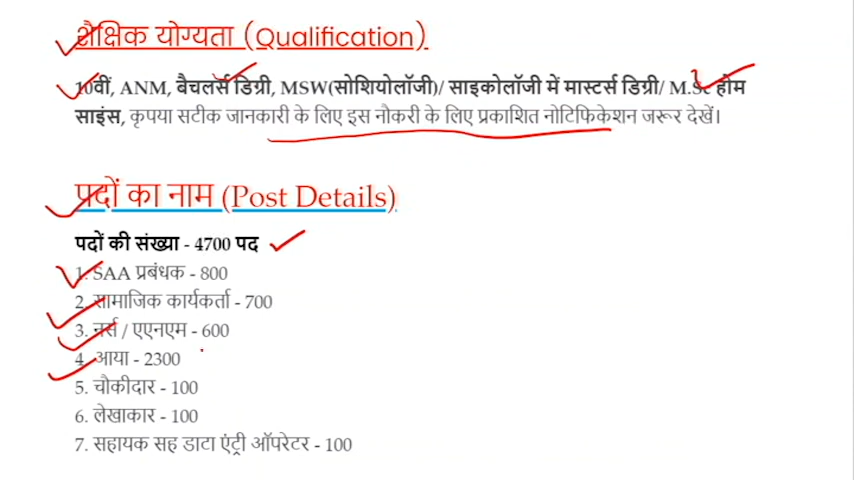 शैक्षिक योग्यता (Qualification)
10वीं, ANM, बैचलर्स डिग्री, MSW(सोशियोलॉजी)/ साइकोलॉजी में मास्टर्स डिग्री/ M.Sc होम
साइंस, कृपया सटीक जानकारी के लिए इस नौकरी के लिए प्रकाशित नोटिफिकेशन जरूर देखें।
पदों का नाम (Post Details)
पदों की संख्या - 4700 पद
1. SAA प्रबंधक - 800
2. सामाजिक कार्यकर्ता - 700
3. नर्स / एएनएम - 600
4. आया - 2300
5. चौकीदार - 100
6. लेखाकार - 100
7. सहायक सह डाटा एंट्री ऑपरेटर - 100